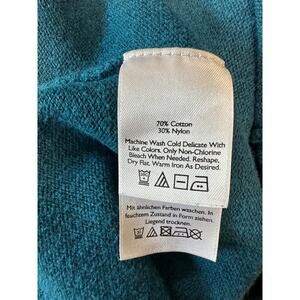 70% Cotton
30% Nylon
Machine Wash Cold Delicate With
Like Colors. Only Non-Chlorine
Bleach When Needed. Reshape,
Dry Flat. Warm Iron As Desired.
Mit ähnlichen Farben waschen. In
feuchtem Zustand in Form ziehen.
Liegend trocknen.